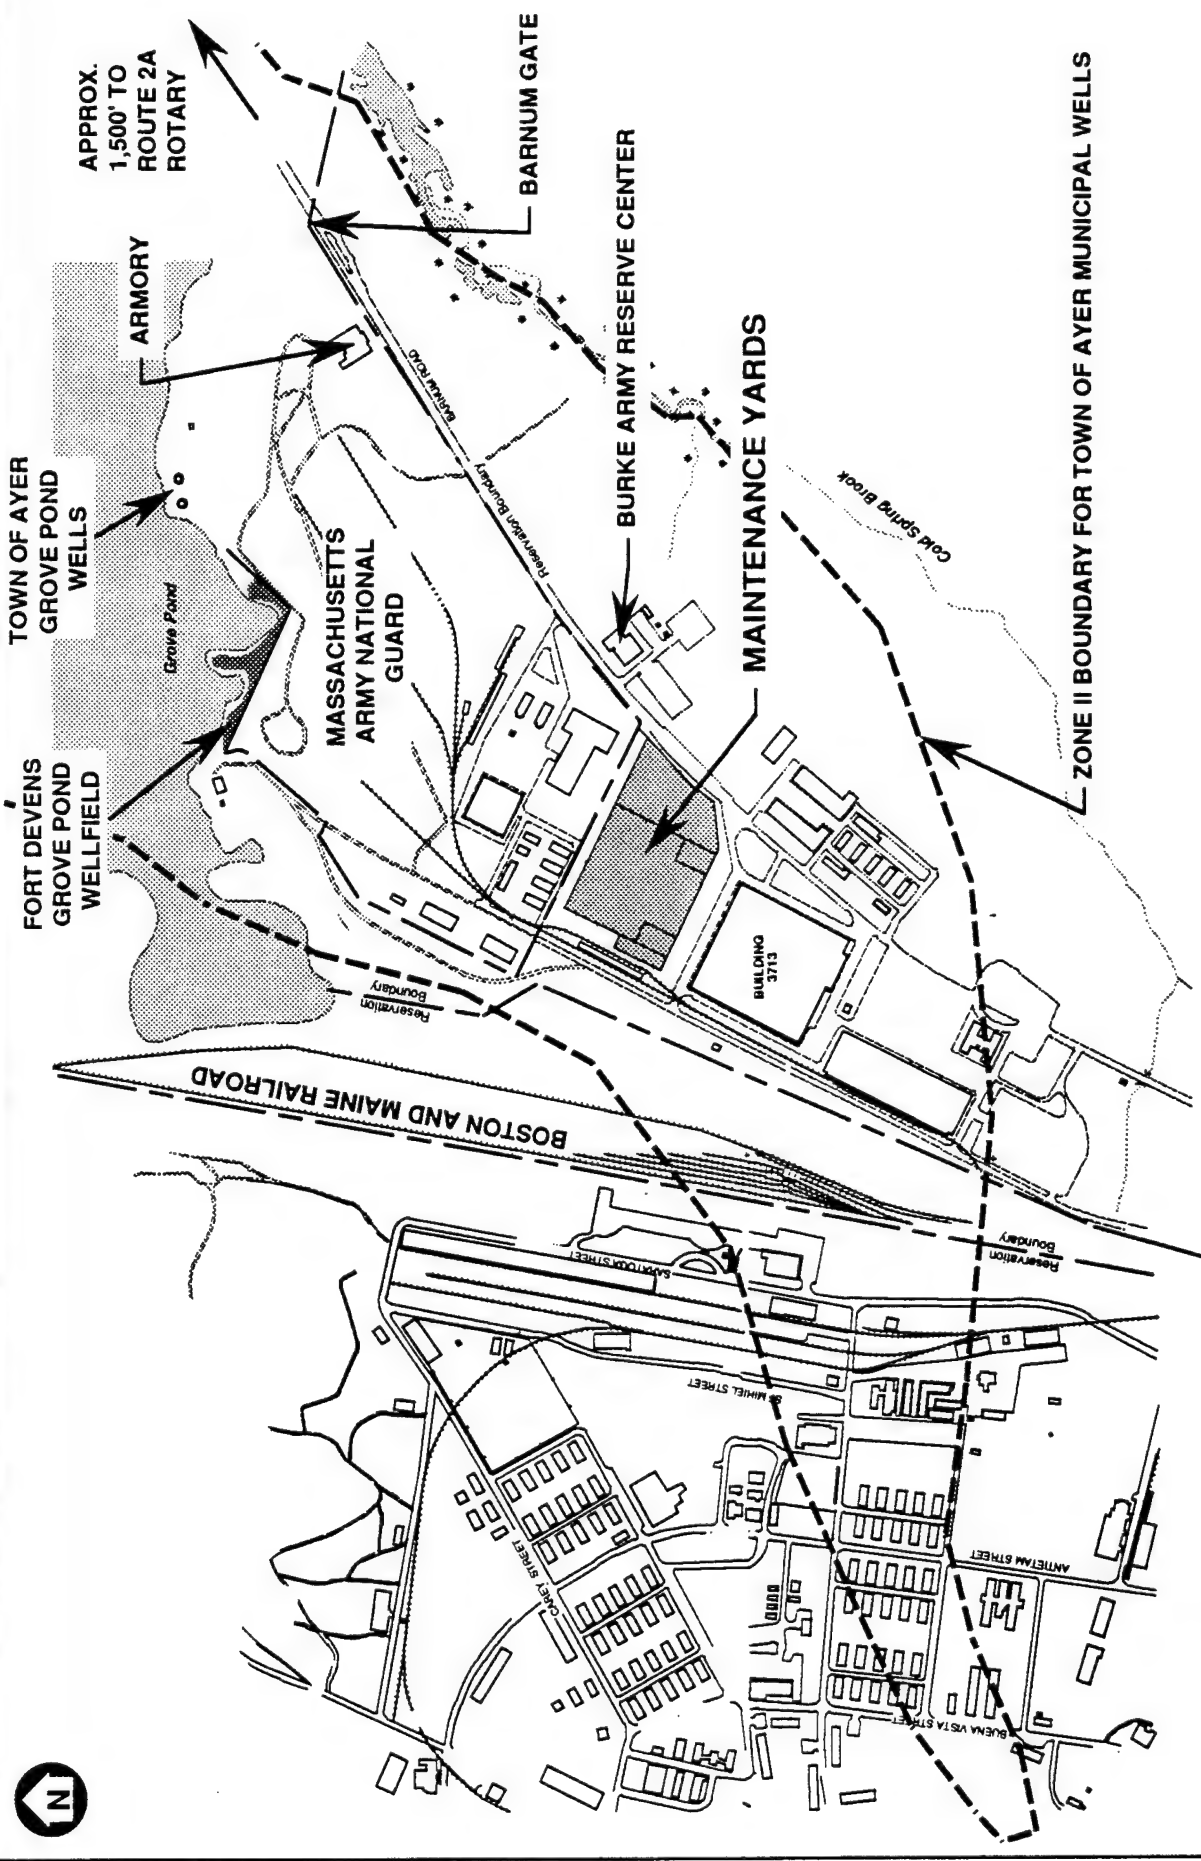 APPROX.
1,500' TO
ROUTE 2A
ROTARY
BARNUM GATE
ARMORY
TOWN OF AYER
GROVE POND
WELLS
BURKE ARMY RESERVE CENTER
MAINTENANCE YARDS
ZONE II BOUNDARY FOR TOWN OF AYER MUNICIPAL WELLS
BARNUM ROAD
Reservation Boundary
Cold Spring Brook
Grove Pond
MASSACHUSETTS
ARMY NATIONAL
GUARD
FORT DEVENS
GROVE POND
WELLFIELD
BUILDING
3713
Reservation
Boundary
BOSTON AND MAINE RAILROAD
Reservation
Boundary
SARATOGA STREET
ST. MIHIEL STREET
CAREY STREET
ANTIETAM STREET
BUENA VISTA STREET
N